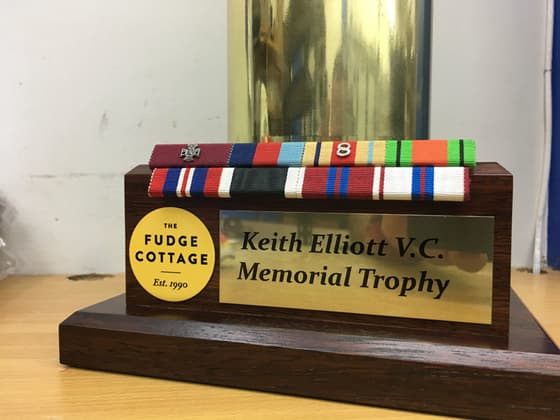 8
THE
FUDGE
COTTAGE
Est. 1990
Keith Elliott V.C.
Memorial Trophy